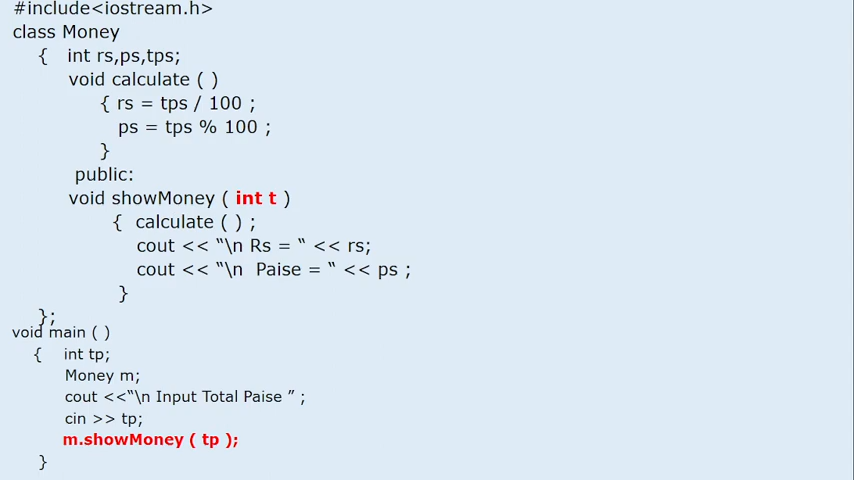 #include<iostream.h>
class Money
{ int rs,ps,tps;
void calculate ( )
{ rs = tps / 100 ;
ps = tps % 100 ;
}
public:
void showMoney ( int t )
{ calculate ( ) ;
cout << “\n Rs = “ << rs;
cout << “\n Paise = “ << ps ;
}
};
void main ( )
{ int tp;
Money m;
cout <<“\n Input Total Paise ” ;
cin >> tp;
m.showMoney ( tp );
}